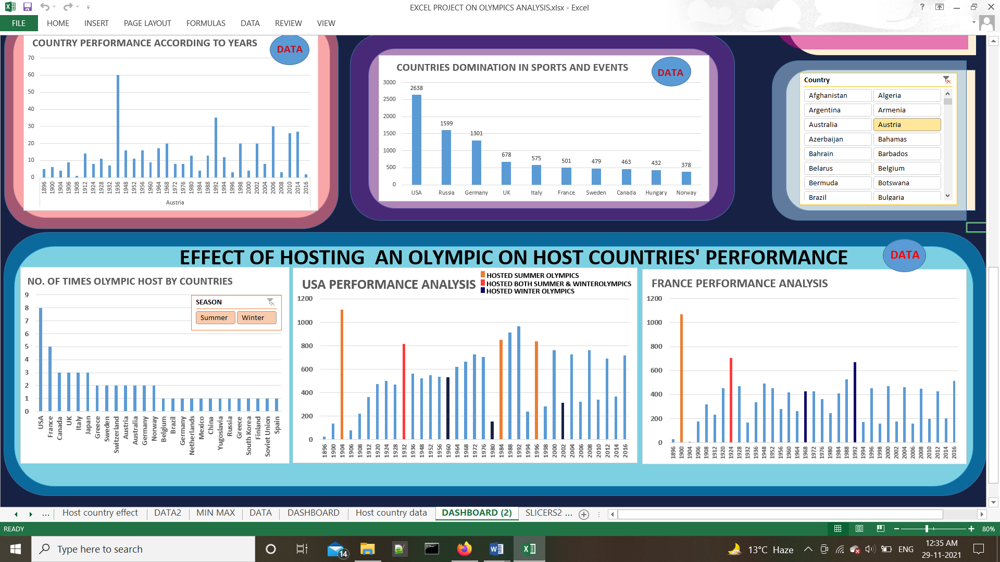 EXCEL PROJECT ON OLYMPICS ANALYSIS.xlsx - Excel
?
FILE HOME INSERT PAGE LAYOUT FORMULAS DATA REVIEW VIEW
COUNTRY PERFORMANCE ACCORDING TO YEARS
DATA
70
60
50
40
30
20
10
0
1896 1900 1904 1906 1908 1912 1924 1928 1932 1936 1948 1952 1956 1960 1964 1968 1972 1976 1980 1984 1988 1992 1994 1996 1998 2000 2002 2004 2006 2008 2010 2014 2016
Austria
COUNTRIES DOMINATION IN SPORTS AND EVENTS
DATA
3000
2500
2000
1500
1000
500
0
2638 1599 1301 678 575 501 479 463 432 378
USA Russia Germany UK Italy France Sweden Canada Hungary Norway
Country
Afghanistan Algeria
Argentina Armenia
Australia Austria
Azerbaijan Bahamas
Bahrain Barbados
Belarus Belgium
Bermuda Botswana
Brazil Bulgaria
EFFECT OF HOSTING AN OLYMPIC ON HOST COUNTRIES' PERFORMANCE
DATA
NO. OF TIMES OLYMPIC HOST BY COUNTRIES
9
8
7
6
5
4
3
2
1
0
SEASON
Summer Winter
USA France Canada UK Italy Japan Greece Sweden Switzerland Austria Australia Germany Norway Belgium Brazil Germany Netherlands Mexico China Yugoslavia Russia Greece South Korea Finland Soviet Union Spain
USA PERFORMANCE ANALYSIS
HOSTED SUMMER OLYMPICS
HOSTED BOTH SUMMER & WINTEROLYMPICS
HOSTED WINTER OLYMPICS
1200
1000
800
600
400
200
0
1896 1900 1904 1906 1908 1912 1920 1924 1928 1932 1936 1948 1952 1956 1960 1964 1968 1972 1976 1980 1984 1988 1992 1994 1996 1998 2000 2002 2004 2006 2008 2010 2012 2014 2016
FRANCE PERFORMANCE ANALYSIS
1200
1000
800
600
400
200
0
1896 1900 1904 1906 1908 1912 1920 1924 1928 1932 1936 1948 1952 1956 1960 1964 1968 1972 1976 1980 1984 1988 1992 1994 1996 1998 2000 2002 2004 2006 2008 2010 2012 2014 2016
... Host country effect DATA2 MIN MAX DATA DASHBOARD Host country data DASHBOARD (2) SLICERS2 ...
READY
80%
Type here to search
14
13°C Haze
ENG
12:35 AM
29-11-2021